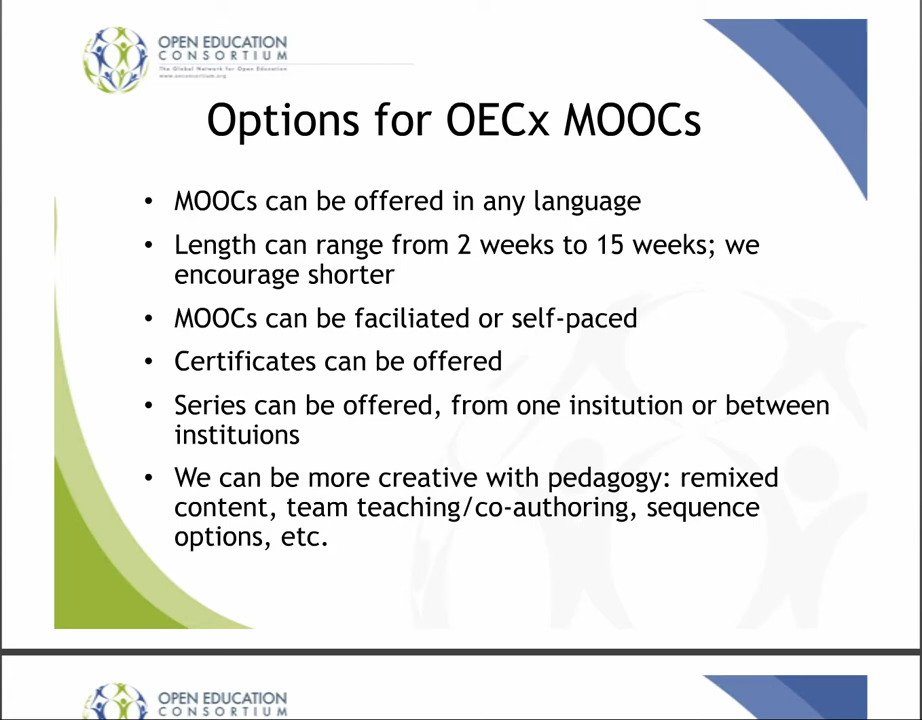 OPEN EDUCATION
CONSORTIUM
The Global Network for Open Education
www.oeconsortium.org
Options for OECx MOOCs
• MOOCs can be offered in any language
• Length can range from 2 weeks to 15 weeks; we
encourage shorter
• MOOCs can be faciliated or self-paced
• Certificates can be offered
• Series can be offered, from one insitution or between
instituions
• We can be more creative with pedagogy: remixed
content, team teaching/co-authoring, sequence
options, etc.
OPEN EDUCATION
CONSORTIUM